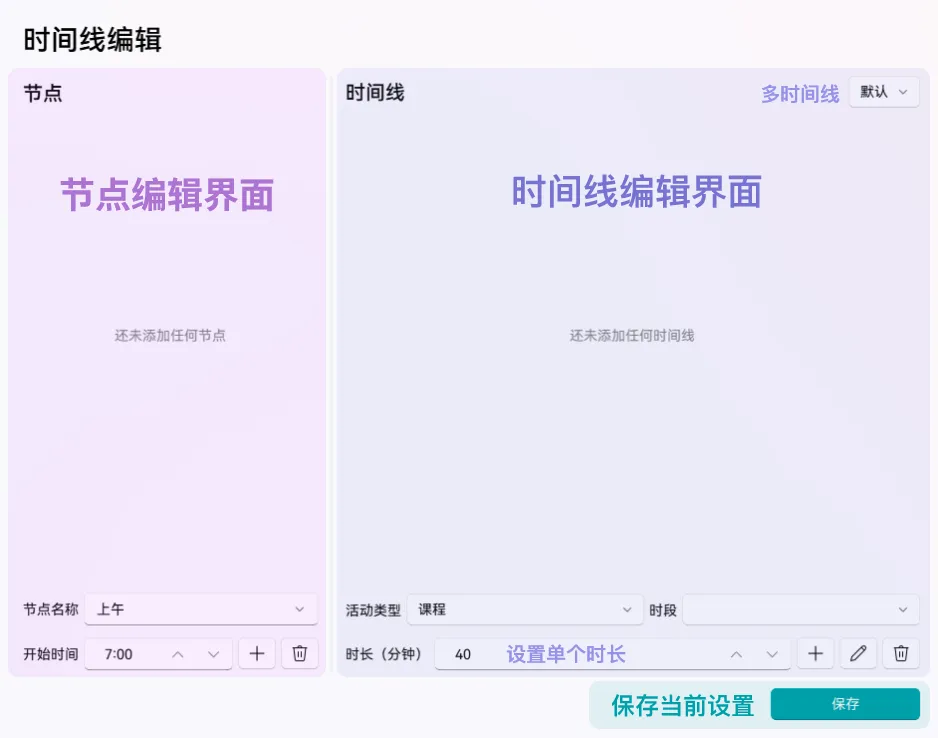 时间线编辑
节点
节点编辑界面
还未添加任何节点
节点名称 上午
开始时间 7:00
时间线 多时间线 默认
时间线编辑界面
还未添加任何时间线
活动类型 课程 时段
时长（分钟） 40 设置单个时长
保存当前设置 保存